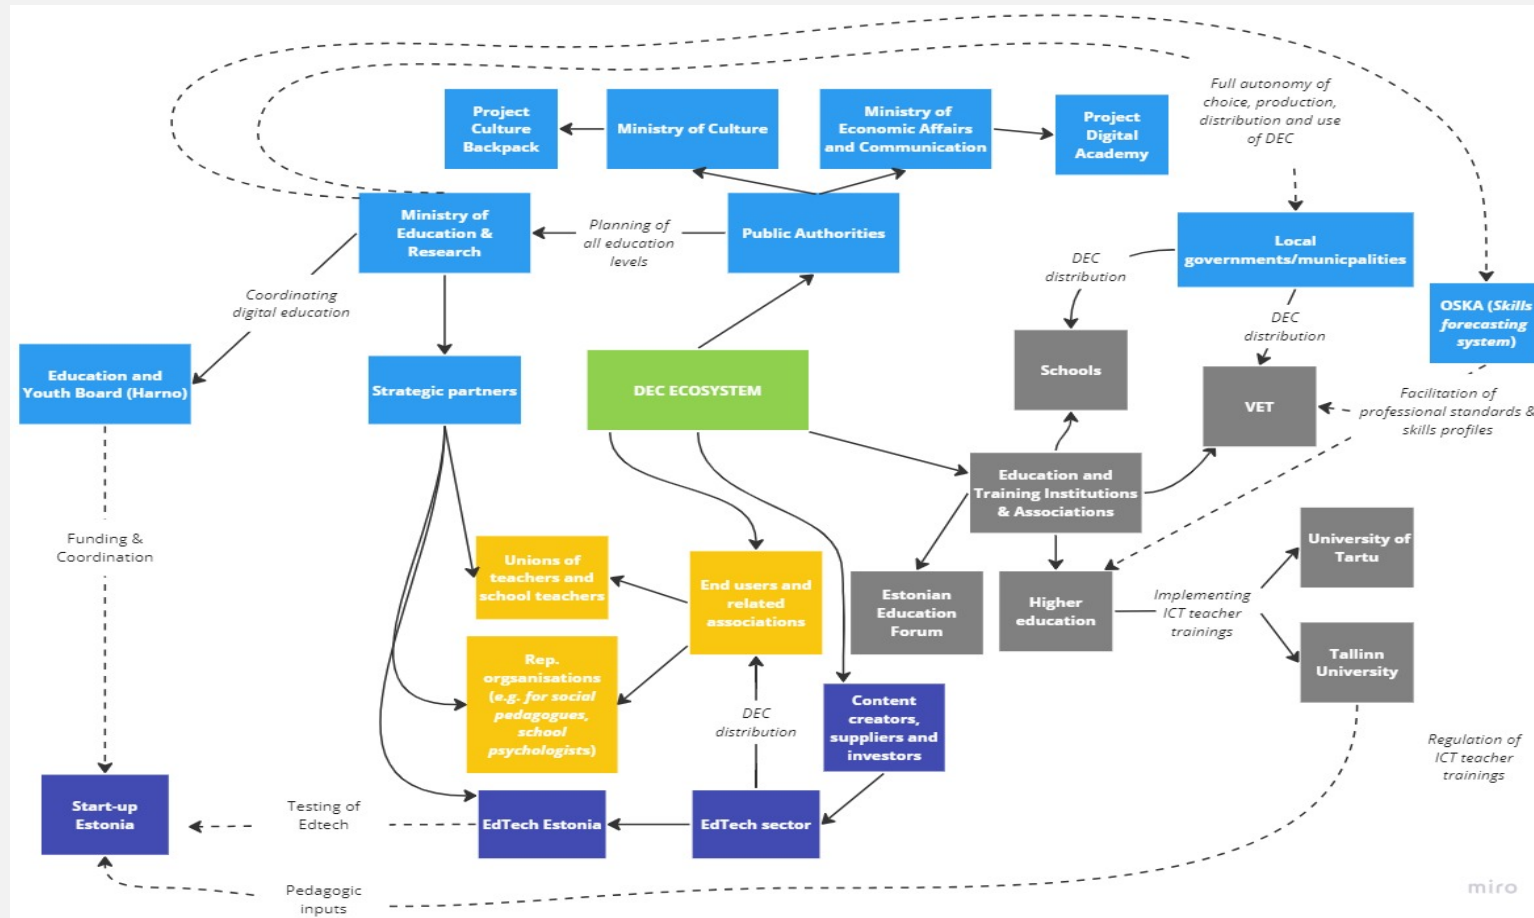 Full autonomy of
choice, production,
distribution and use
of DEC
Project
Culture
Backpack
Ministry of Culture
Ministry of
Economic Affairs
and Communication
Project
Digital
Academy
Ministry of
Education &
Research
Planning of
all education
levels
Public Authorities
Local
governments/municpalities
DEC
distribution
Coordinating
digital education
DEC
distribution
OSKA (Skills
forecasting
system)
Education and
Youth Board (Harno)
Strategic partners
DEC ECOSYSTEM
Schools
VET
Facilitation of
professional standards &
skills profiles
Education and
Training Institutions
& Associations
Funding &
Coordination
Unions of
teachers and
school teachers
End users and
related
associations
Estonian
Education
Forum
Higher
education
Implementing
ICT teacher
trainings
University of
Tartu
Tallinn
University
Rep.
orgsanisations
(e.g. for social
pedagogues,
school
psychologists)
DEC
distribution
Content
creators,
suppliers and
investors
Regulation of
ICT teacher
trainings
Start-up
Estonia
Testing of
Edtech
EdTech Estonia
EdTech sector
Pedagogic
inputs
miro